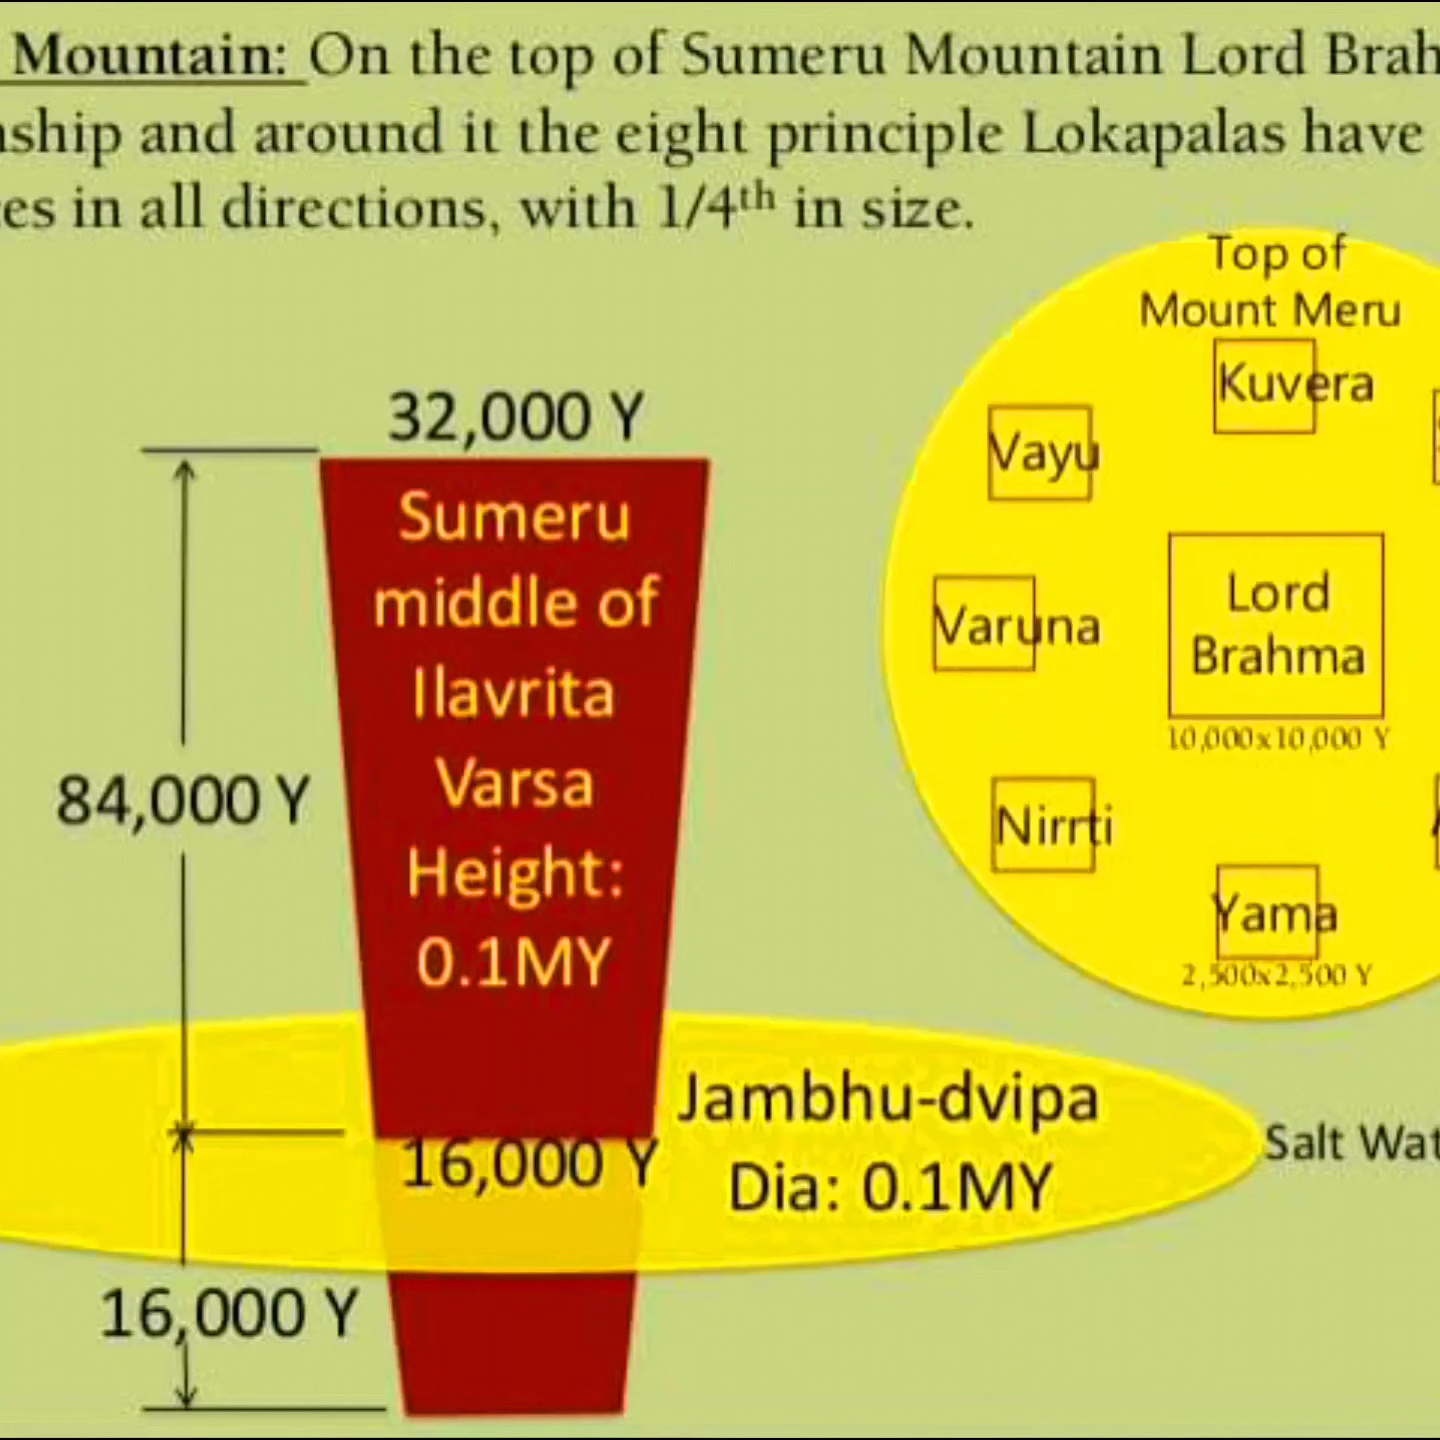 Mountain: On the top of Sumeru Mountain Lord Brah
ship and around it the eight principle Lokapalas have
es in all directions, with 1/4th in size.
Top of
Mount Meru
Kuvera
Vayu
Varuna
Lord
Brahma
10,000x10,000 Y
Nirrti
Yama
2,500x2,500 Y
32,000 Y
Sumeru
middle of
Ilavrita
Varsa
Height:
0.1MY
84,000 Y
16,000 Y
Jambhu-dvipa
Dia: 0.1MY
Salt Wat
16,000 Y